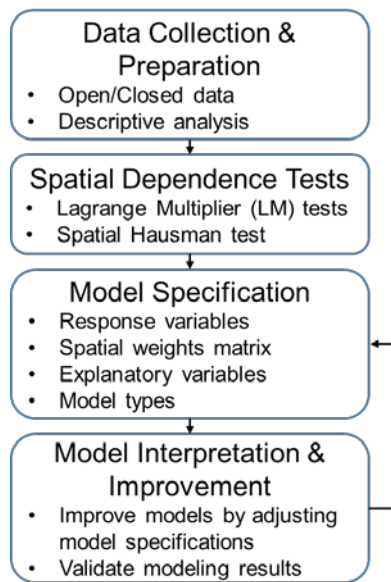 Data Collection &
Preparation
• Open/Closed data
• Descriptive analysis
Spatial Dependence Tests
• Lagrange Multiplier (LM) tests
• Spatial Hausman test
Model Specification
• Response variables
• Spatial weights matrix
• Explanatory variables
• Model types
Model Interpretation &
Improvement
• Improve models by adjusting
model specifications
• Validate modeling results